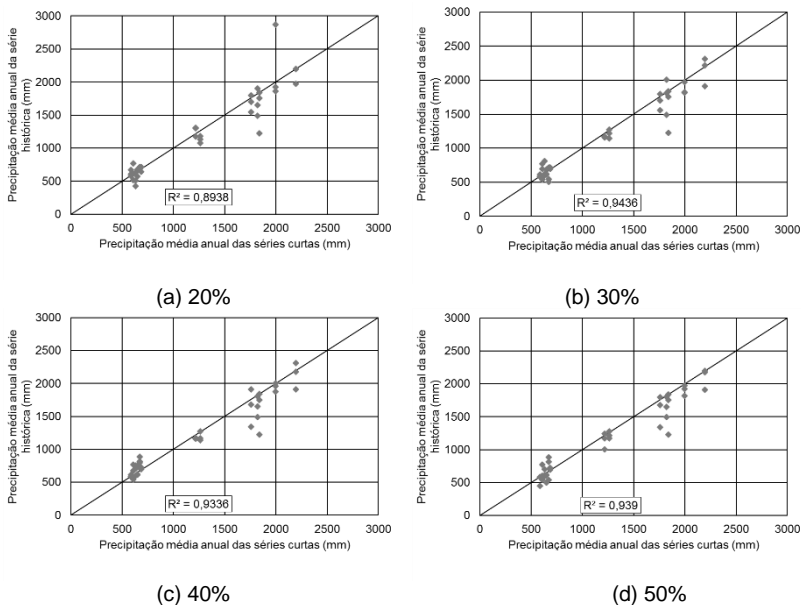 Precipitação média anual da série
histórica (mm)
3000
2500
2000
1500
1000
500
0
R² = 0,8938
0 500 1000 1500 2000 2500 3000
Precipitação média anual das séries curtas (mm)
(a) 20%
Precipitação média anual da série
histórica (mm)
3000
2500
2000
1500
1000
500
0
R² = 0,9436
0 500 1000 1500 2000 2500 3000
Precipitação média anual das séries curtas (mm)
(b) 30%
Precipitação média anual da série
histórica (mm)
3000
2500
2000
1500
1000
500
0
R² = 0,9336
0 500 1000 1500 2000 2500 3000
Precipitação média anual das séries curtas (mm)
(c) 40%
Precipitação média anual da série
histórica (mm)
3000
2500
2000
1500
1000
500
0
R² = 0,939
0 500 1000 1500 2000 2500 3000
Precipitação média anual das séries curtas (mm)
(d) 50%